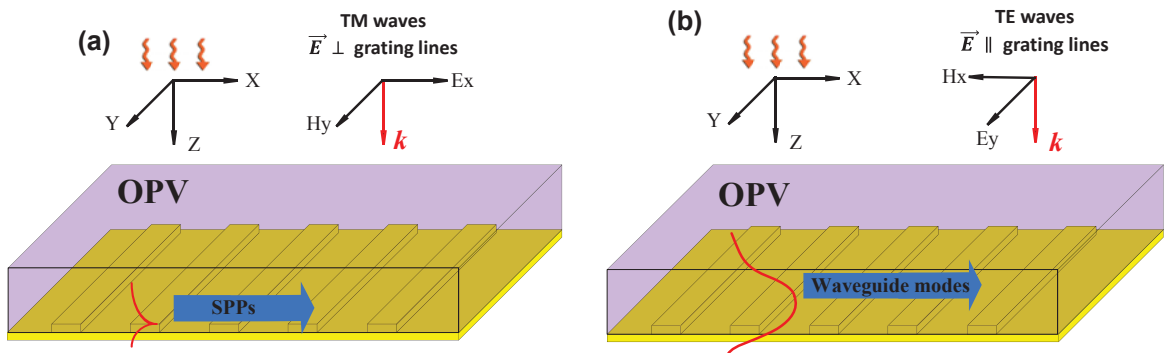 (a)
TM waves
E ⊥ grating lines
X
Y
Z
Ex
Hy
k
OPV
SPPs
(b)
TE waves
E ∥ grating lines
X
Y
Z
Hx
Ey
k
OPV
Waveguide modes